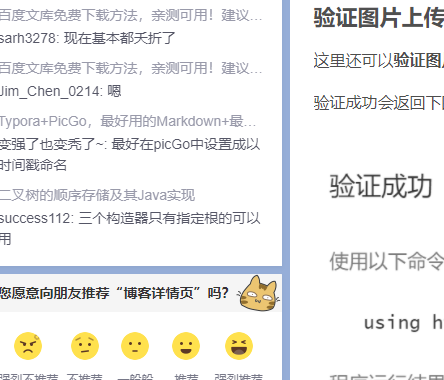 百度文库免费下载方法，亲测可用！建议…
sarh3278: 现在基本都夭折了
百度文库免费下载方法，亲测可用！建议…
Jim_Chen_0214: 嗯
Typora+PicGo，最好用的Markdown+最…
变强了也变秃了~: 最好在picGo中设置成以
时间戳命名
二叉树的顺序存储及其Java实现
success112: 三个构造器只有指定根的可以
用
您愿意向朋友推荐“博客详情页”吗？
强烈不推荐 不推荐 一般般 推荐 强烈推荐
验证图片上传
这里还可以验证图
验证成功会返回下
验证成功
使用以下命令
using h
程序运行结果